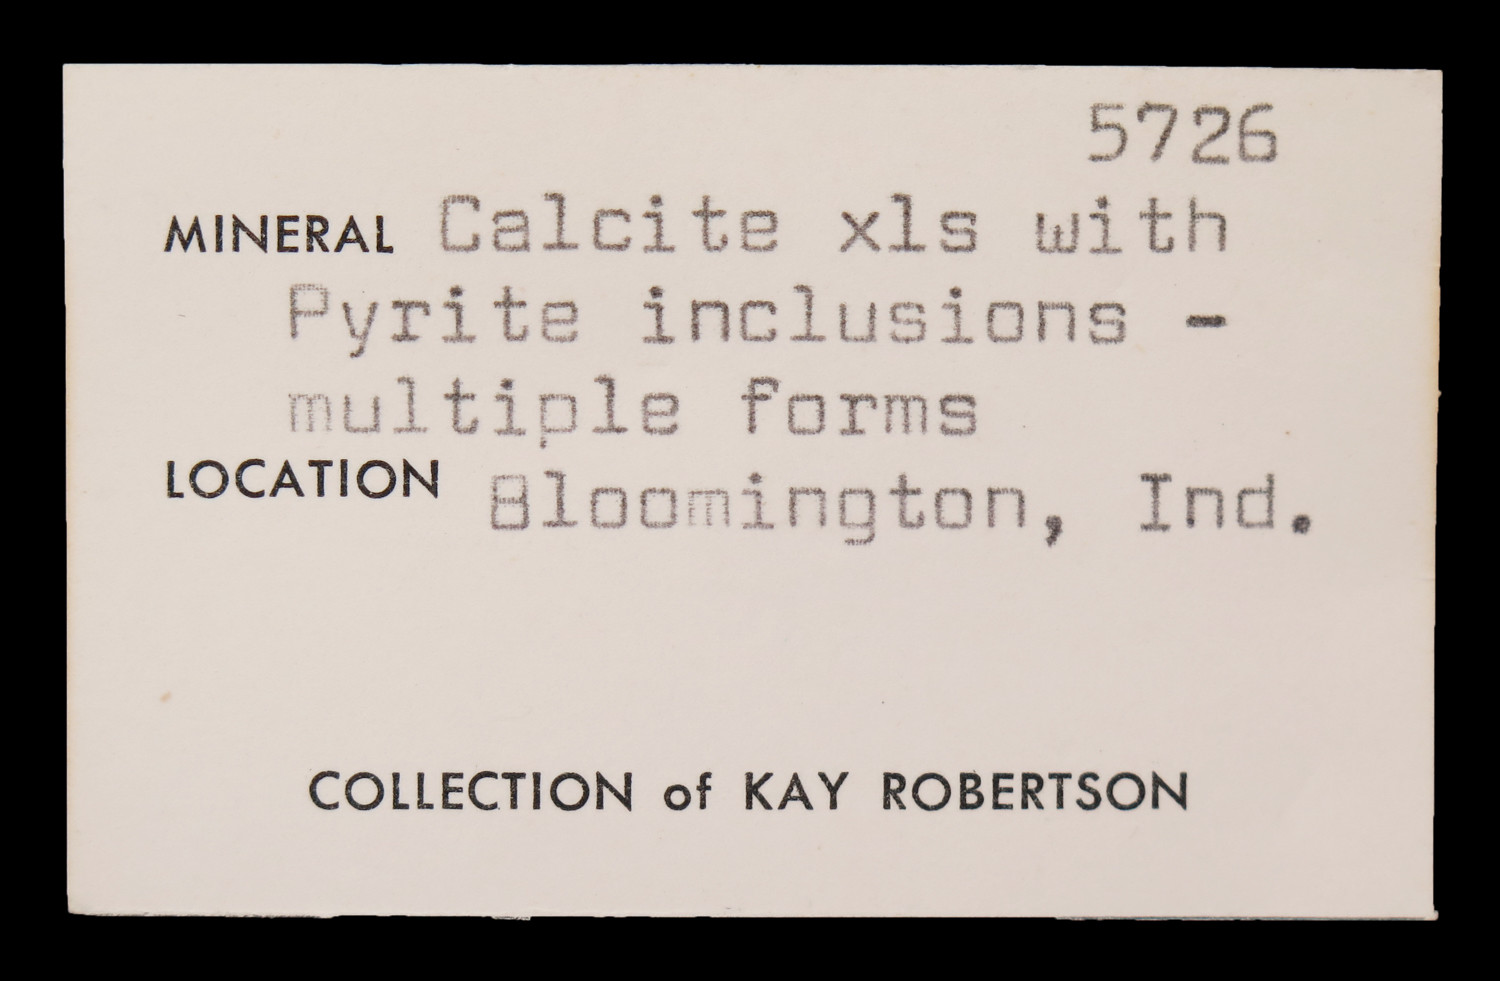 5726
MINERAL Calcite xls with
Pyrite inclusions -
multiple forms
LOCATION Bloomington, Ind.
COLLECTION of KAY ROBERTSON